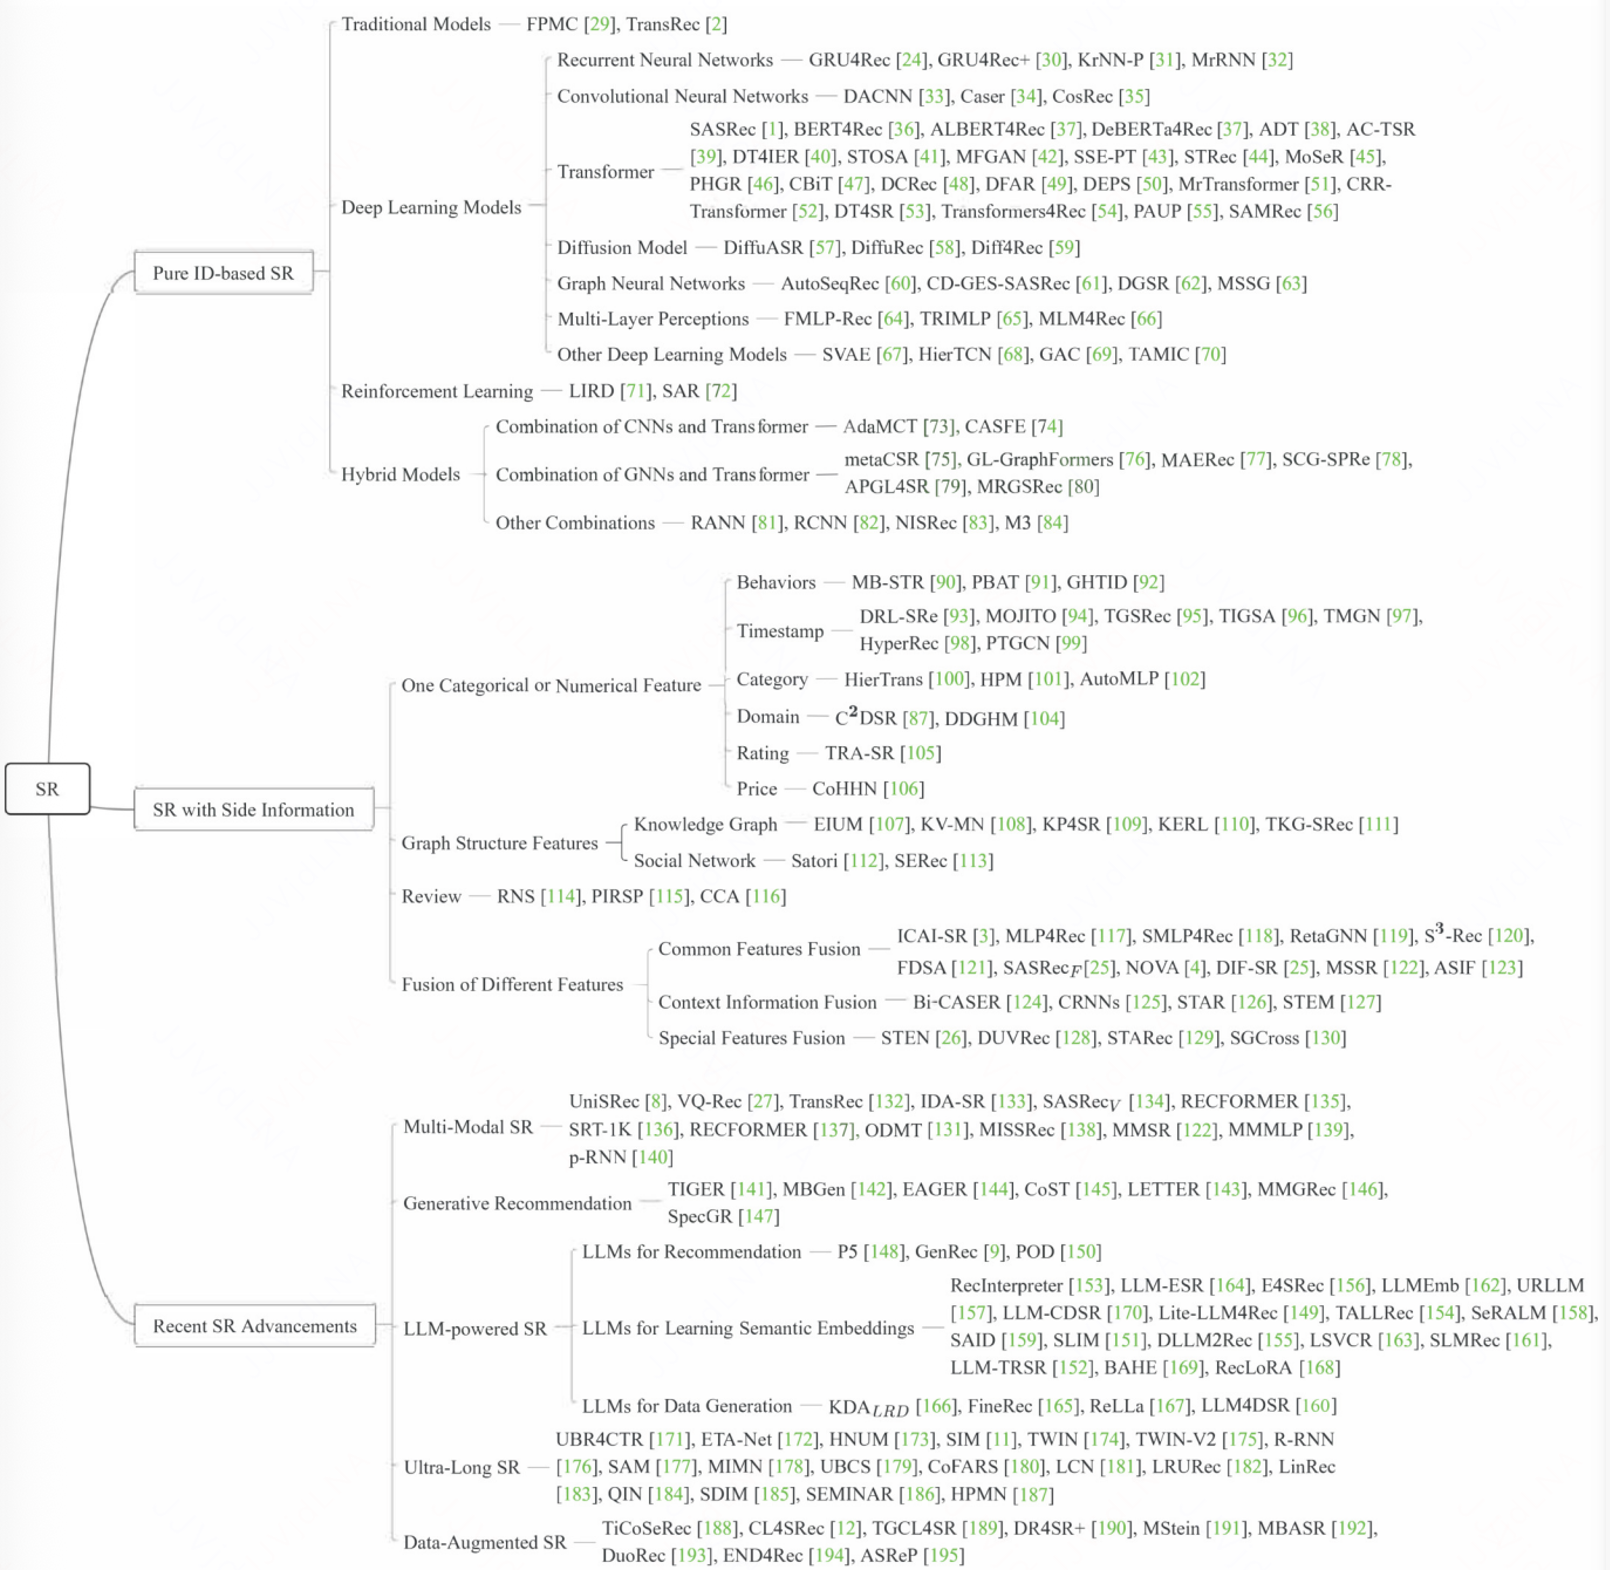 Traditional Models — FPMC [29], TransRec [2]
Recurrent Neural Networks — GRU4Rec [24], GRU4Rec+ [30], KrNN-P [31], MrRNN [32]
Convolutional Neural Networks — DACNN [33], Caser [34], CosRec [35]
SASRec [1], BERT4Rec [36], ALBERT4Rec [37], DeBERTa4Rec [37], ADT [38], AC-TSR
[39], DT4IER [40], STOSA [41], MFGAN [42], SSE-PT [43], STRec [44], MoSeR [45],
Transformer
PHGR [46], CBiT [47], DCRec [48], DFAR [49], DEPS [50], MrTransformer [51], CRR-
Transformer [52], DT4SR [53], Transformers4Rec [54], PAUP [55], SAMRec [56]
Deep Learning Models
Diffusion Model — DiffuASR [57], DiffuRec [58], Diff4Rec [59]
Pure ID-based SR
Graph Neural Networks — AutoSeqRec [60], CD-GES-SASRec [61], DGSR [62], MSSG [63]
Multi-Layer Perceptions — FMLP-Rec [64], TRIMLP [65], MLM4Rec [66]
Other Deep Learning Models — SVAE [67], HierTCN [68], GAC [69], TAMIC [70]
Reinforcement Learning — LIRD [71], SAR [72]
Combination of CNNs and Transformer — AdaMCT [73], CASFE [74]
Hybrid Models
Combination of GNNs and Transformer — metaCSR [75], GL-GraphFormers [76], MAERec [77], SCG-SPRe [78],
APGL4SR [79], MRGSRec [80]
Other Combinations — RANN [81], RCNN [82], NISRec [83], M3 [84]
Behaviors — MB-STR [90], PBAT [91], GHTID [92]
Timestamp — DRL-SRe [93], MOJITO [94], TGSRec [95], TIGSA [96], TMGN [97],
HyperRec [98], PTGCN [99]
One Categorical or Numerical Feature
Category — HierTrans [100], HPM [101], AutoMLP [102]
Domain — C²DSR [87], DDGHM [104]
Rating — TRA-SR [105]
Price — CoHHN [106]
SR
SR with Side Information
Knowledge Graph — EIUM [107], KV-MN [108], KP4SR [109], KERL [110], TKG-SRec [111]
Graph Structure Features
Social Network — Satori [112], SERec [113]
Review — RNS [114], PIRSP [115], CCA [116]
Common Features Fusion — ICAI-SR [3], MLP4Rec [117], SMLP4Rec [118], RetaGNN [119], S³-Rec [120],
FDSA [121], SASRec_F[25], NOVA [4], DIF-SR [25], MSSR [122], ASIF [123]
Fusion of Different Features
Context Information Fusion — Bi-CASER [124], CRNNs [125], STAR [126], STEM [127]
Special Features Fusion — STEN [26], DUVRec [128], STARec [129], SGCross [130]
UniSRec [8], VQ-Rec [27], TransRec [132], IDA-SR [133], SASRec_V [134], RECFORMER [135],
Multi-Modal SR — SRT-1K [136], RECFORMER [137], ODMT [131], MISSRec [138], MMSR [122], MMMLP [139],
p-RNN [140]
Generative Recommendation — TIGER [141], MBGen [142], EAGER [144], CoST [145], LETTER [143], MMGRec [146],
SpecGR [147]
LLMs for Recommendation — P5 [148], GenRec [9], POD [150]
RecInterpreter [153], LLM-ESR [164], E4SRec [156], LLMEmb [162], URLLM
[157], LLM-CDSR [170], Lite-LLM4Rec [149], TALLRec [154], SeRALM [158],
Recent SR Advancements
LLM-powered SR
LLMs for Learning Semantic Embeddings
SAID [159], SLIM [151], DLLM2Rec [155], LSVCR [163], SLMRec [161],
LLM-TRSR [152], BAHE [169], RecLoRA [168]
LLMs for Data Generation — KDA_LRD [166], FineRec [165], ReLLa [167], LLM4DSR [160]
UBR4CTR [171], ETA-Net [172], HNUM [173], SIM [11], TWIN [174], TWIN-V2 [175], R-RNN
Ultra-Long SR — [176], SAM [177], MIMN [178], UBCS [179], CoFARS [180], LCN [181], LRURec [182], LinRec
[183], QIN [184], SDIM [185], SEMINAR [186], HPMN [187]
Data-Augmented SR — TiCoSeRec [188], CL4SRec [12], TGCL4SR [189], DR4SR+ [190], MStein [191], MBASR [192],
DuoRec [193], END4Rec [194], ASReP [195]